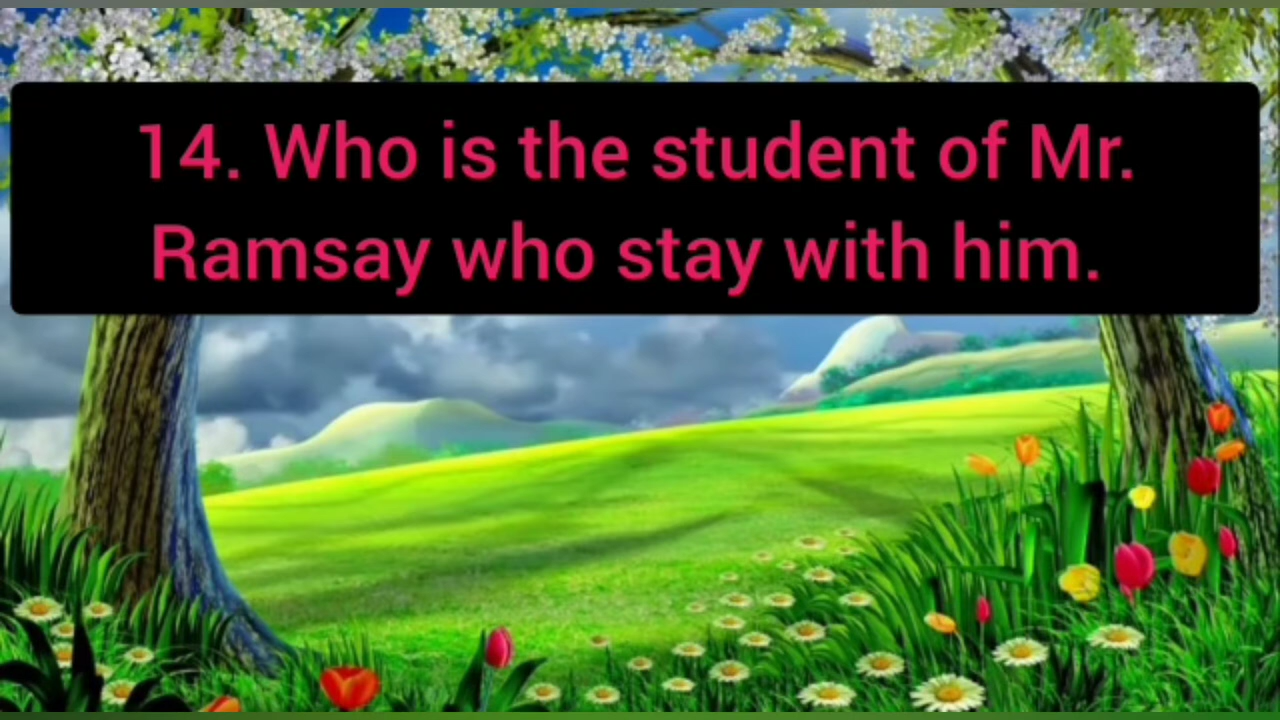 14. Who is the student of Mr.
Ramsay who stay with him.